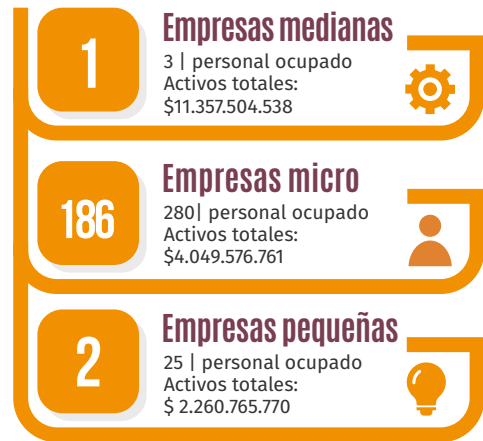 1
Empresas medianas
3 | personal ocupado
Activos totales:
$11.357.504.538
186
Empresas micro
280| personal ocupado
Activos totales:
$4.049.576.761
2
Empresas pequeñas
25 | personal ocupado
Activos totales:
$ 2.260.765.770